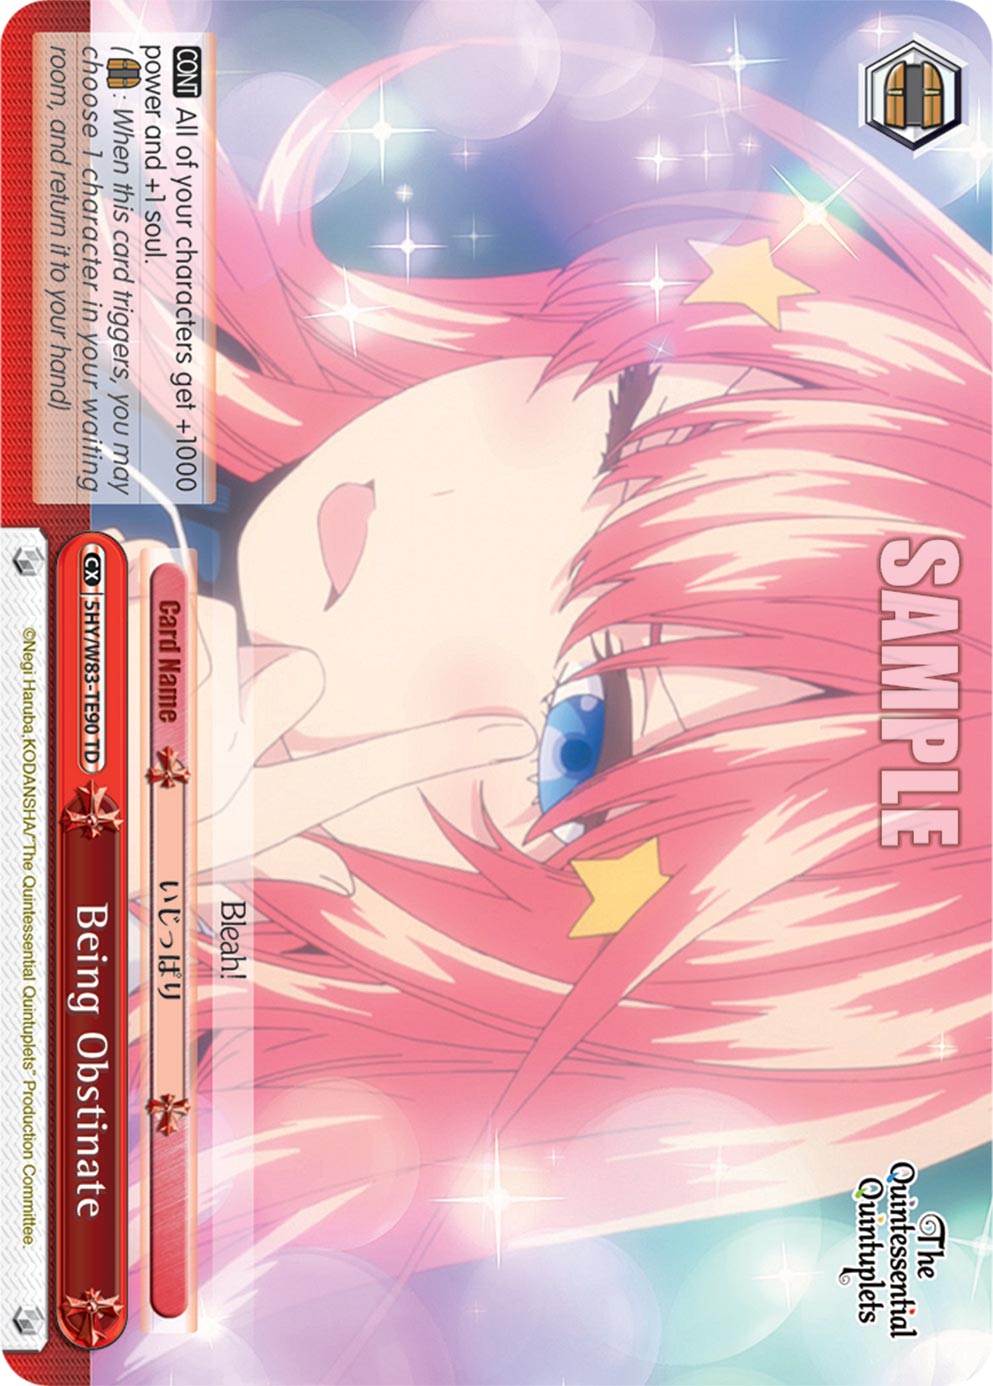 The
Quintessential
Quintuplets
SAMPLE
Bleah!
CONT All of your characters get +1000
power and +1 soul.
( : When this card triggers, you may
choose 1 character in your waiting
room, and return it to your hand)
Card Name
いじっぱり
CX 5HY/W83-TE90 TD
Being Obstinate
©Negi Haruba,KODANSHA/"The Quintessential Quintuplets" Production Committee.